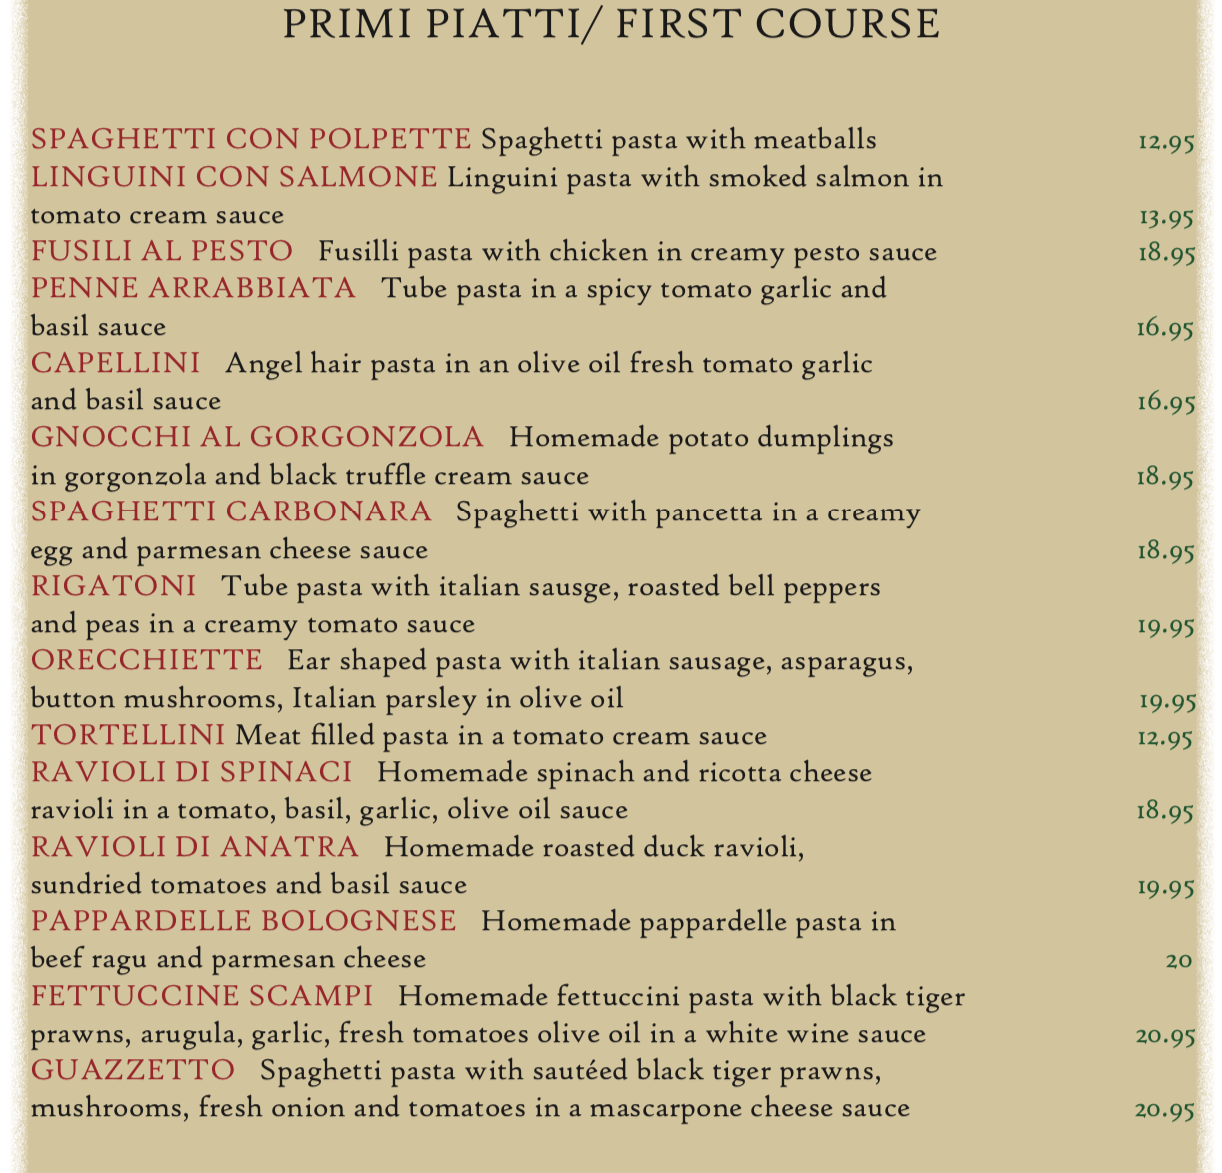 PRIMI PIATTI/ FIRST COURSE
SPAGHETTI CON POLPETTE Spaghetti pasta with meatballs 12.95
LINGUINI CON SALMONE Linguini pasta with smoked salmon in
tomato cream sauce 13.95
FUSILI AL PESTO Fusilli pasta with chicken in creamy pesto sauce 18.95
PENNE ARRABBIATA Tube pasta in a spicy tomato garlic and
basil sauce 16.95
CAPELLINI Angel hair pasta in an olive oil fresh tomato garlic
and basil sauce 16.95
GNOCCHI AL GORGONZOLA Homemade potato dumplings
in gorgonzola and black truffle cream sauce 18.95
SPAGHETTI CARBONARA Spaghetti with pancetta in a creamy
egg and parmesan cheese sauce 18.95
RIGATONI Tube pasta with italian sausge, roasted bell peppers
and peas in a creamy tomato sauce 19.95
ORECCHIETTE Ear shaped pasta with italian sausage, asparagus,
button mushrooms, Italian parsley in olive oil 19.95
TORTELLINI Meat filled pasta in a tomato cream sauce 12.95
RAVIOLI DI SPINACI Homemade spinach and ricotta cheese
ravioli in a tomato, basil, garlic, olive oil sauce 18.95
RAVIOLI DI ANATRA Homemade roasted duck ravioli,
sundried tomatoes and basil sauce 19.95
PAPPARDELLE BOLOGNESE Homemade pappardelle pasta in
beef ragu and parmesan cheese 20
FETTUCCINE SCAMPI Homemade fettuccini pasta with black tiger
prawns, arugula, garlic, fresh tomatoes olive oil in a white wine sauce 20.95
GUAZZETTO Spaghetti pasta with sautéed black tiger prawns,
mushrooms, fresh onion and tomatoes in a mascarpone cheese sauce 20.95